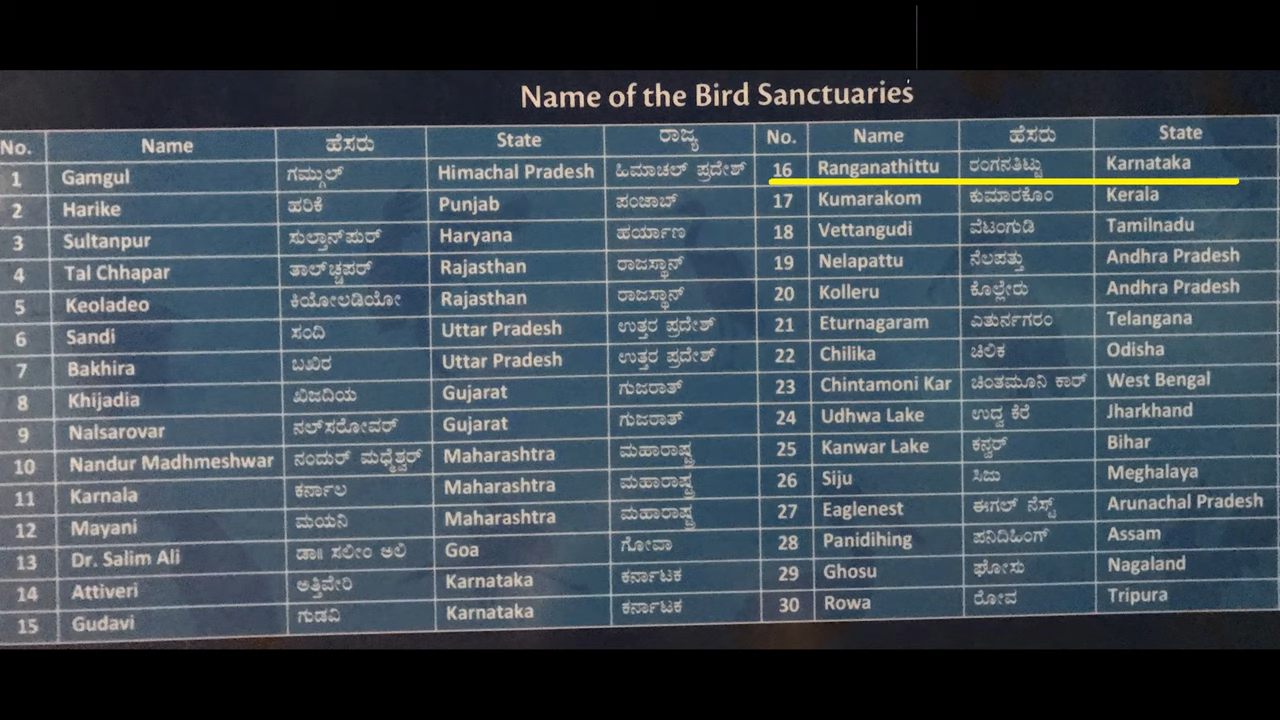 Name of the Bird Sanctuaries
No. Name ಹೆಸರು State ರಾಜ್ಯ No. Name ಹೆಸರು State
1 Gamgul ಗಮ್ಗುಲ್ Himachal Pradesh ಹಿಮಾಚಲ್ ಪ್ರದೇಶ್ 16 Ranganathittu ರಂಗನತಿಟ್ಟು Karnataka
2 Harike ಹರಿಕೆ Punjab ಪಂಜಾಬ್ 17 Kumarakom ಕುಮಾರಕೊಂ Kerala
3 Sultanpur ಸುಲ್ತಾನ್‌ಪುರ್ Haryana ಹರ್ಯಾಣ 18 Vettangudi ವೆಟಂಗುಡಿ Tamilnadu
4 Tal Chhapar ತಾಲ್‌ಚ್ಚಪರ್ Rajasthan ರಾಜಸ್ಥಾನ್ 19 Nelapattu ನೆಲಪತ್ತು Andhra Pradesh
5 Keoladeo ಕಿಯೋಲಡಿಯೋ Rajasthan ರಾಜಸ್ಥಾನ್ 20 Kolleru ಕೊಲ್ಲೇರು Andhra Pradesh
6 Sandi ಸಂದಿ Uttar Pradesh ಉತ್ತರ ಪ್ರದೇಶ್ 21 Eturnagaram ಎತುರ್ನಗರಂ Telangana
7 Bakhira ಬಖಿರ Uttar Pradesh ಉತ್ತರ ಪ್ರದೇಶ್ 22 Chilika ಚಿಲಿಕ Odisha
8 Khijadia ಖಿಜದಿಯ Gujarat ಗುಜರಾತ್ 23 Chintamoni Kar ಚಿಂತಮೂನಿ ಕಾರ್ West Bengal
9 Nalsarovar ನಲ್‌ಸರೋವರ್ Gujarat ಗುಜರಾತ್ 24 Udhwa Lake ಉದ್ವ ಕೆರೆ Jharkhand
10 Nandur Madhmeshwar ನಂದುರ್ ಮಧ್ಮೆಶ್ವರ್ Maharashtra ಮಹಾರಾಷ್ಟ್ರ 25 Kanwar Lake ಕನ್ವರ್ Bihar
11 Karnala ಕರ್ನಾಲ Maharashtra ಮಹಾರಾಷ್ಟ್ರ 26 Siju ಸಿಜು Meghalaya
12 Mayani ಮಯನಿ Maharashtra ಮಹಾರಾಷ್ಟ್ರ 27 Eaglenest ಈಗಲ್ ನೆಸ್ಟ್ Arunachal Pradesh
13 Dr. Salim Ali ಡಾ॥ ಸಲೀಂ ಅಲಿ Goa ಗೋವಾ 28 Panidihing ಪನಿದಿಹಿಂಗ್ Assam
14 Attiveri ಅತ್ತಿವೇರಿ Karnataka ಕರ್ನಾಟಕ 29 Ghosu ಘೋಸು Nagaland
15 Gudavi ಗುಡವಿ Karnataka ಕರ್ನಾಟಕ 30 Rowa ರೋವ Tripura